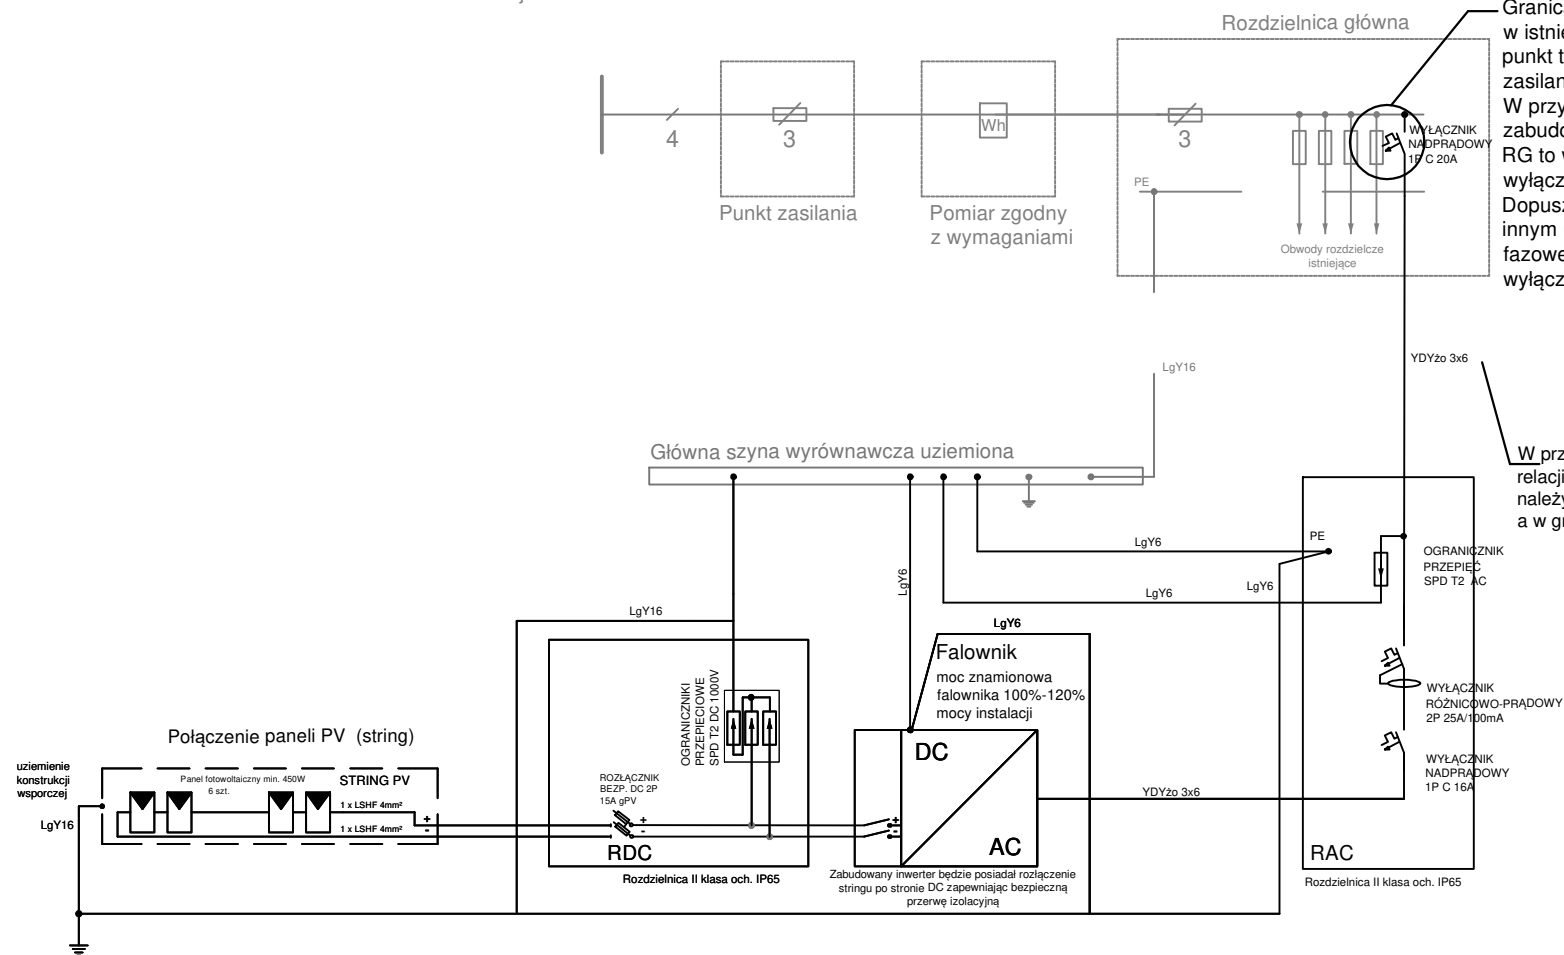 Rozdzielnica główna
4
3
Wh
3
PE
Punkt zasilania
Pomiar zgodny
z wymaganiami
Obwody rozdzielcze
istniejące
WYŁĄCZNIK
NADPRĄDOWY
1P C 20A
w istnie
punkt t
zasilan
W przy
zabudo
RG to w
wyłącz
Dopusz
innym
fazowe
wyłącz
YDYżo 3x6
LgY16
W prz
relacji
należy
a w gr
Główna szyna wyrównawcza uziemiona
PE
LgY6
LgY6
LgY6
LgY6
OGRANICZNIK
PRZEPIĘĆ
SPD T2 AC
WYŁĄCZNIK
RÓŻNICOWO-PRĄDOWY
2P 25A/100mA
WYŁĄCZNIK
NADPRĄDOWY
1P C 16A
RAC
Rozdzielnica II klasa och. IP65
LgY16
LgY6
Falownik
moc znamionowa
falownika 100%-120%
mocy instalacji
DC
AC
YDYżo 3x6
+
-
Zabudowany inwerter będzie posiadał rozłączenie
stringu po stronie DC zapewniając bezpieczną
przerwę izolacyjną
OGRANICZNIKI
PRZEPIECIOWE
SPD T2 DC 1000V
ROZŁĄCZNIK
BEZP. DC 2P
15A gPV
+
-
RDC
Rozdzielnica II klasa och. IP65
Połączenie paneli PV (string)
uziemienie
konstrukcji
wsporczej
LgY16
Panel fotowoltaiczny min. 450W
6 szt.
STRING PV
1 x LSHF 4mm²
1 x LSHF 4mm²
+
-